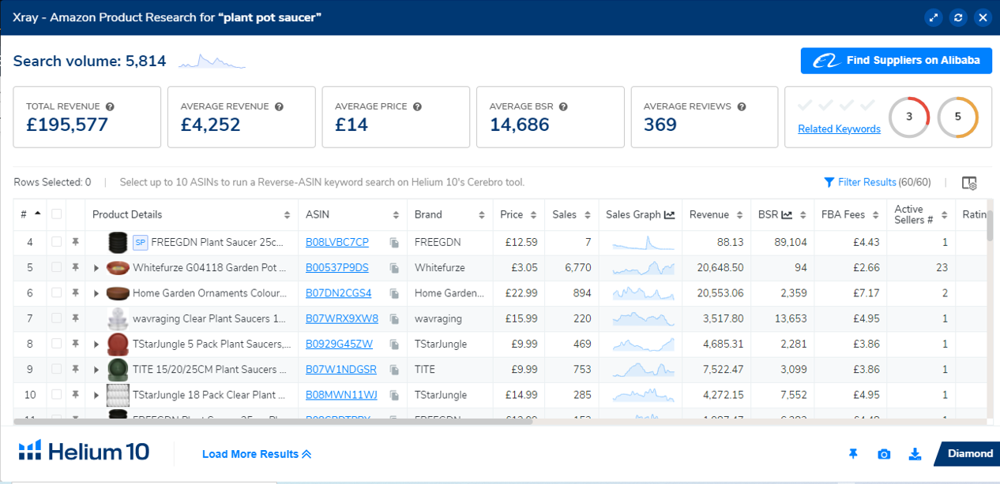 Xray - Amazon Product Research for “plant pot saucer”
Search volume: 5,814
Find Suppliers on Alibaba
TOTAL REVENUE
£195,577
AVERAGE REVENUE
£4,252
AVERAGE PRICE
£14
AVERAGE BSR
14,686
AVERAGE REVIEWS
369
Related Keywords
3
5
Rows Selected: 0 | Select up to 10 ASINs to run a Reverse-ASIN keyword search on Helium 10's Cerebro tool. Filter Results (60/60)
# Product Details ASIN Brand Price Sales Sales Graph Revenue BSR FBA Fees Active Sellers # Ratin
4 SP FREEGDN Plant Saucer 25c... B08LVBC7CP FREEGDN £12.59 7 88.13 89,104 £4.43 1
5 Whitefurze G04118 Garden Pot ... B00537P9DS Whitefurze £3.05 6,770 20,648.50 94 £2.66 23
6 Home Garden Ornaments Colour... B07DN2CGS4 Home Garden... £22.99 894 20,553.06 2,359 £7.17 2
7 wavraging Clear Plant Saucers 1... B07WRX9XW8 wavraging £15.99 220 3,517.80 13,653 £4.95 1
8 TStarJungle 5 Pack Plant Saucers,... B0929G45ZW TStarJungle £9.99 469 4,685.31 2,281 £3.86 1
9 TITE 15/20/25CM Plant Saucers ... B07W1NDGSR TITE £9.99 753 7,522.47 3,099 £3.86 1
10 TStarJungle 18 Pack Clear Plant ... B08MWN11WJ TStarJungle £14.99 285 4,272.15 7,552 £4.95 1
Helium 10
Load More Results
Diamond